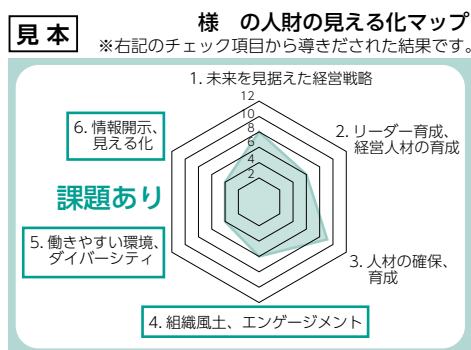 見本
様　の人財の見える化マップ
※右記のチェック項目から導きだされた結果です。
1. 未来を見据えた経営戦略
12
10
8
6
4
2
2. リーダー育成、
経営人材の育成
3. 人材の確保、
育成
4. 組織風土、エンゲージメント
5. 働きやすい環境、
ダイバーシティ
課題あり
6. 情報開示、
見える化